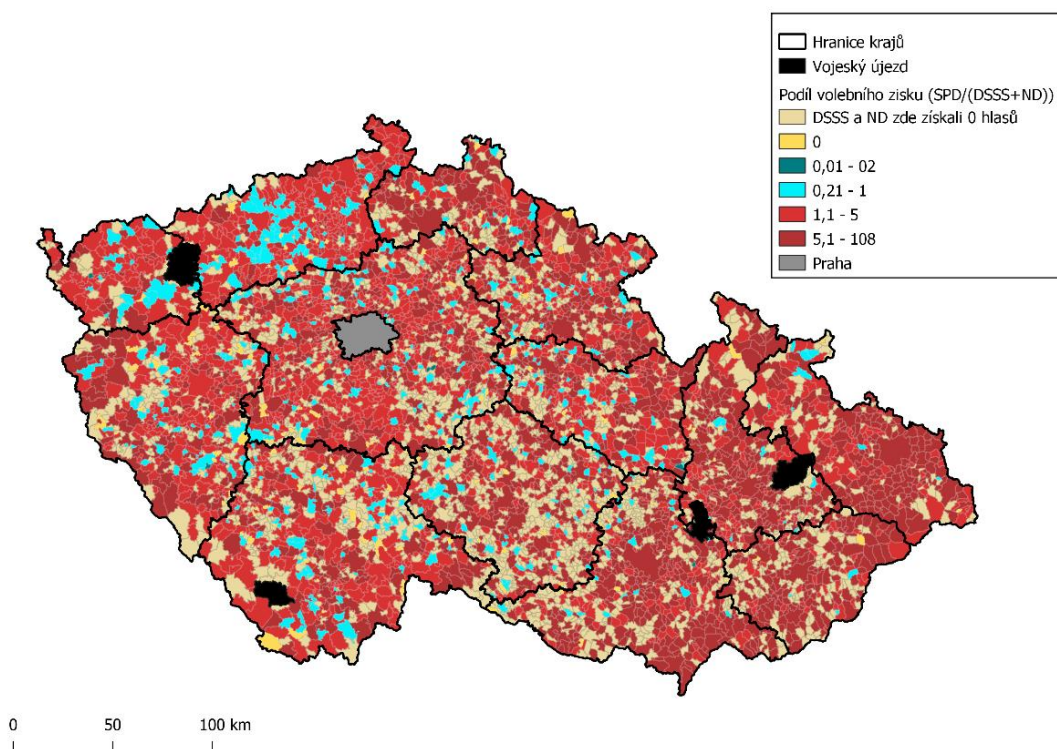 Hranice krajů
Vojeský újezd
Podíl volebního zisku (SPD/(DSSS+ND))
DSSS a ND zde získali 0 hlasů
0
0,01 - 02
0,21 - 1
1,1 - 5
5,1 - 108
Praha
0 50 100 km